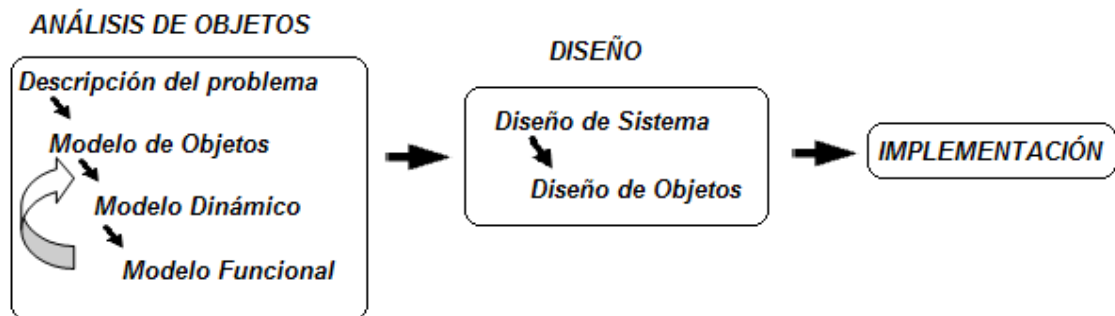 ANÁLISIS DE OBJETOS
Descripción del problema
Modelo de Objetos
Modelo Dinámico
Modelo Funcional
DISEÑO
Diseño de Sistema
Diseño de Objetos
IMPLEMENTACIÓN